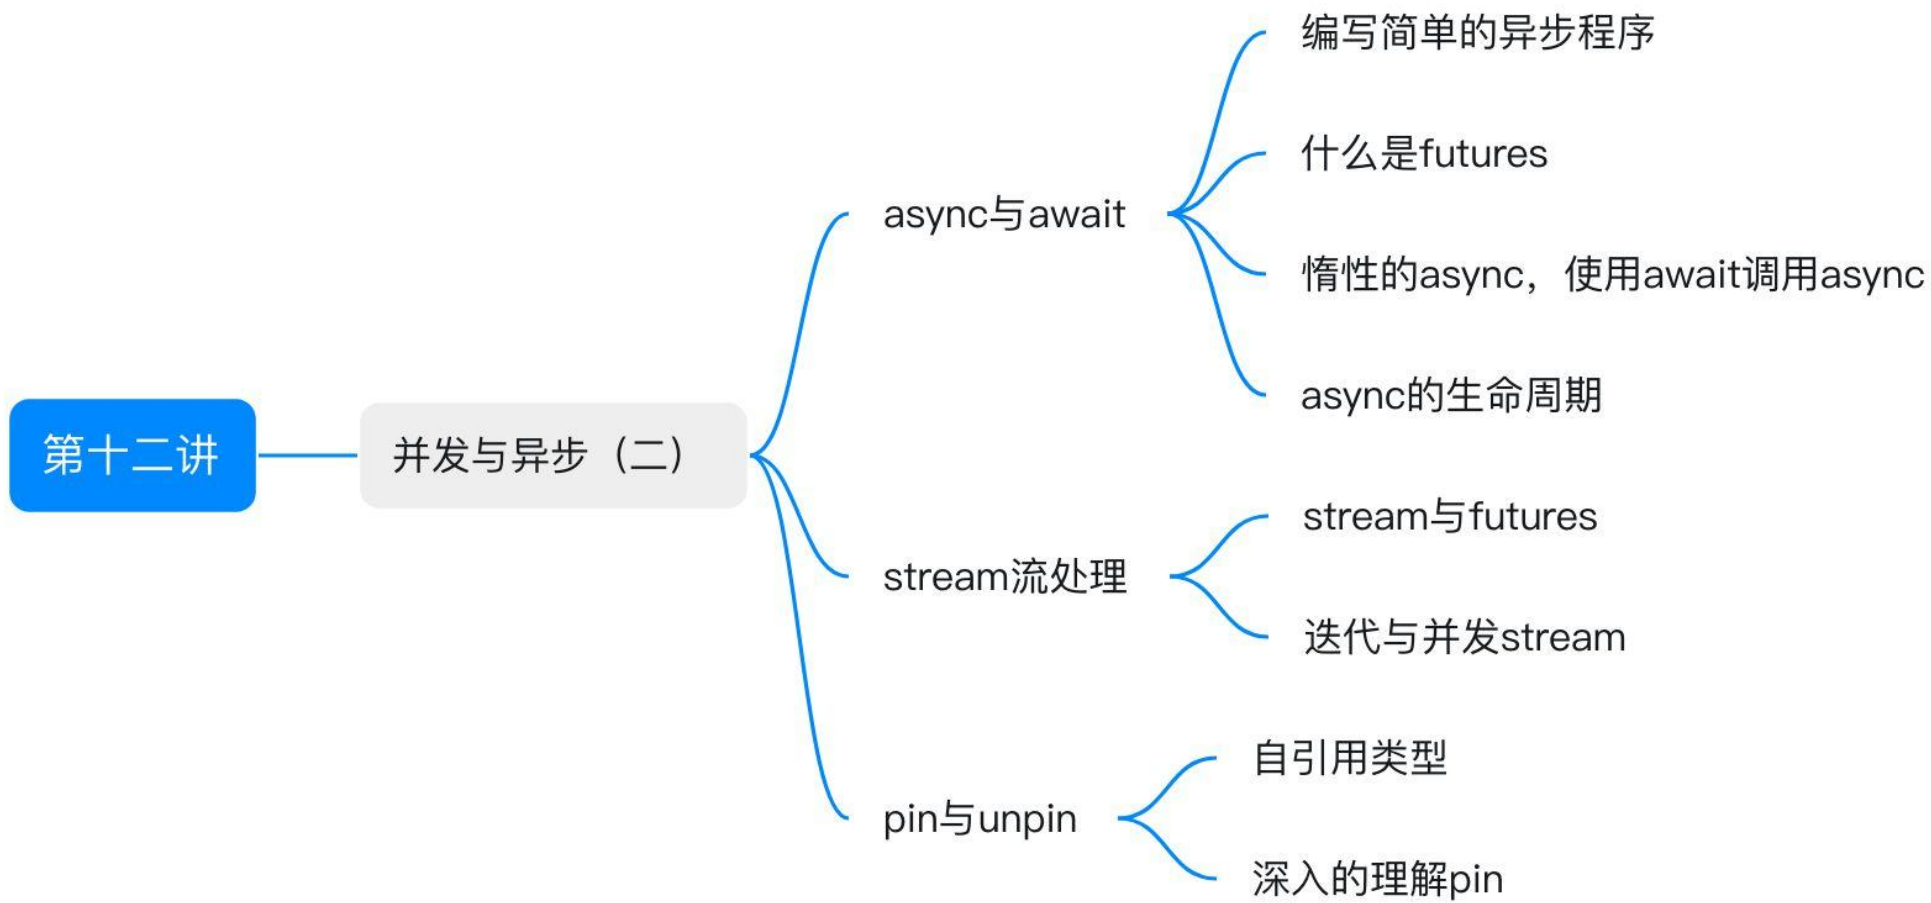 第十二讲
并发与异步（二）
async与await
编写简单的异步程序
什么是futures
惰性的async，使用await调用async
async的生命周期
stream流处理
stream与futures
迭代与并发stream
pin与unpin
自引用类型
深入的理解pin